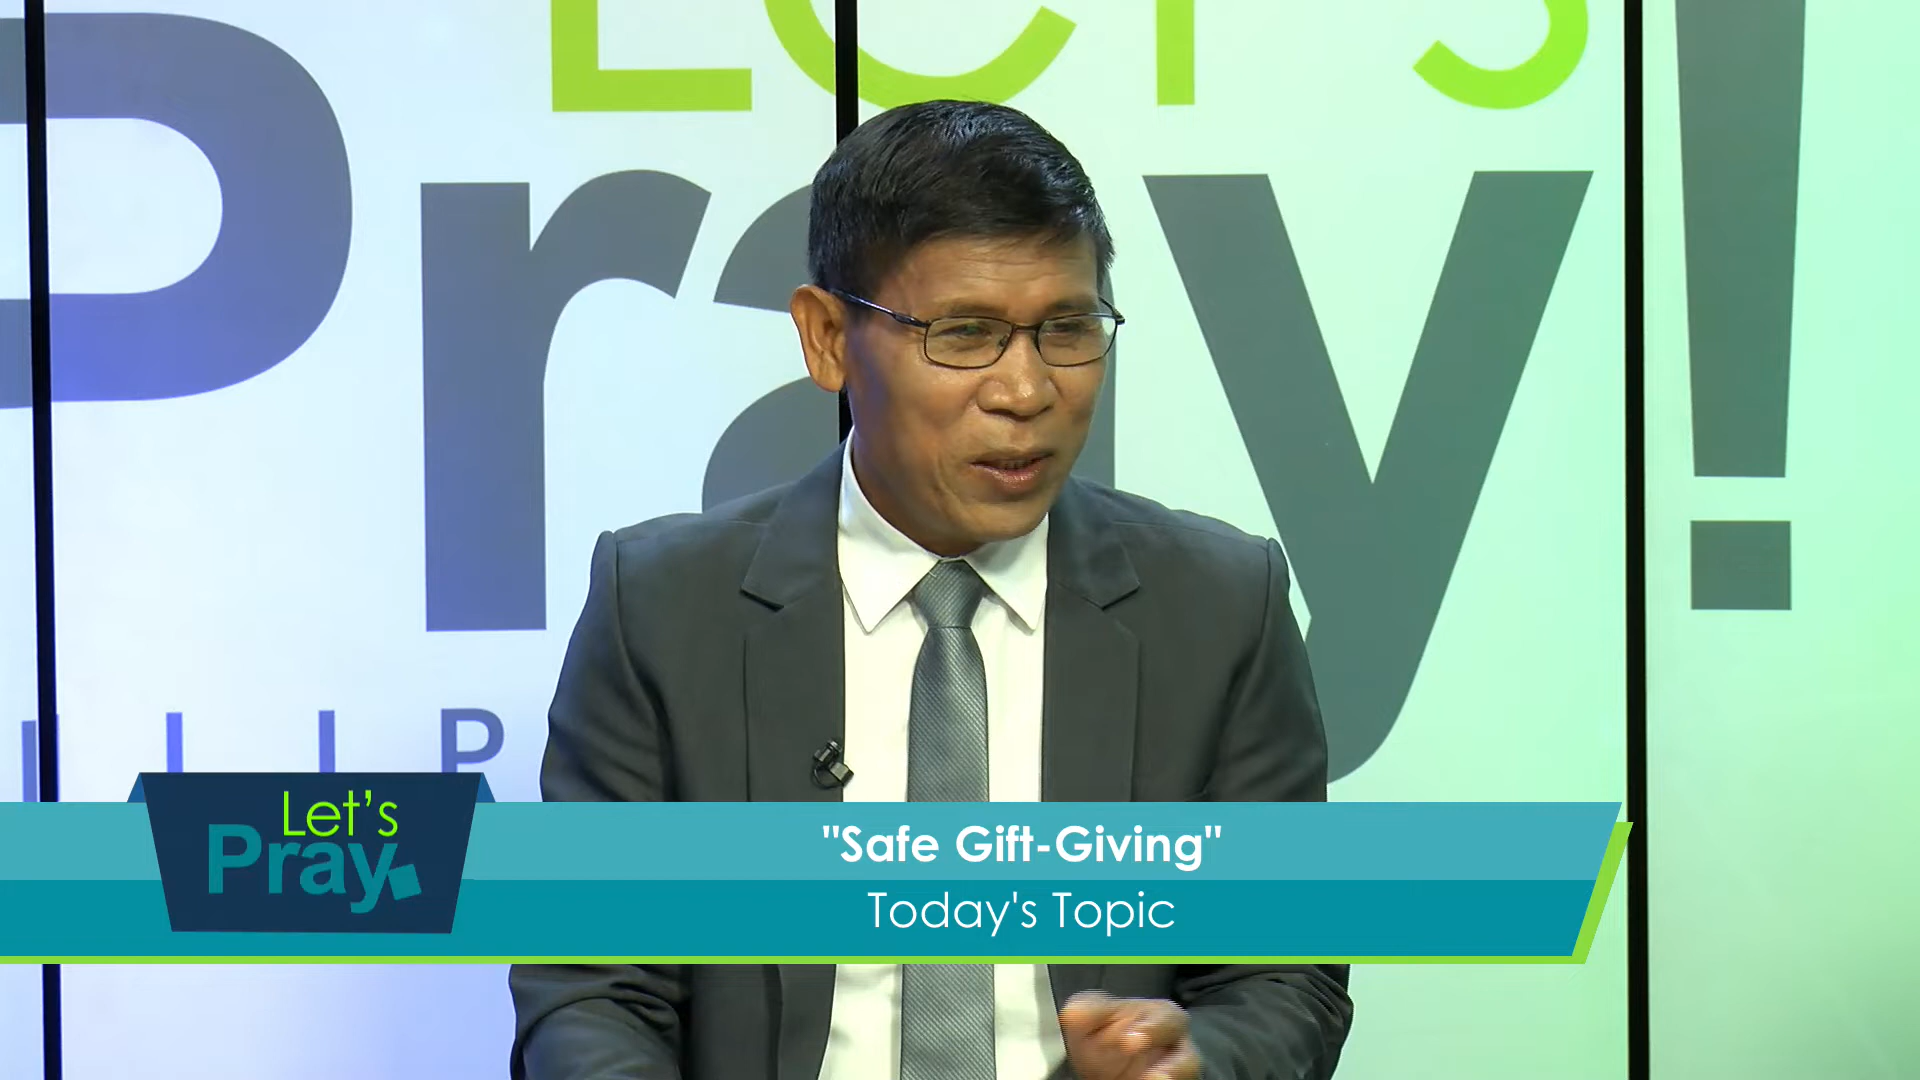 LET'S
Pray!
P
Let's
Pray.
"Safe Gift-Giving"
Today's Topic